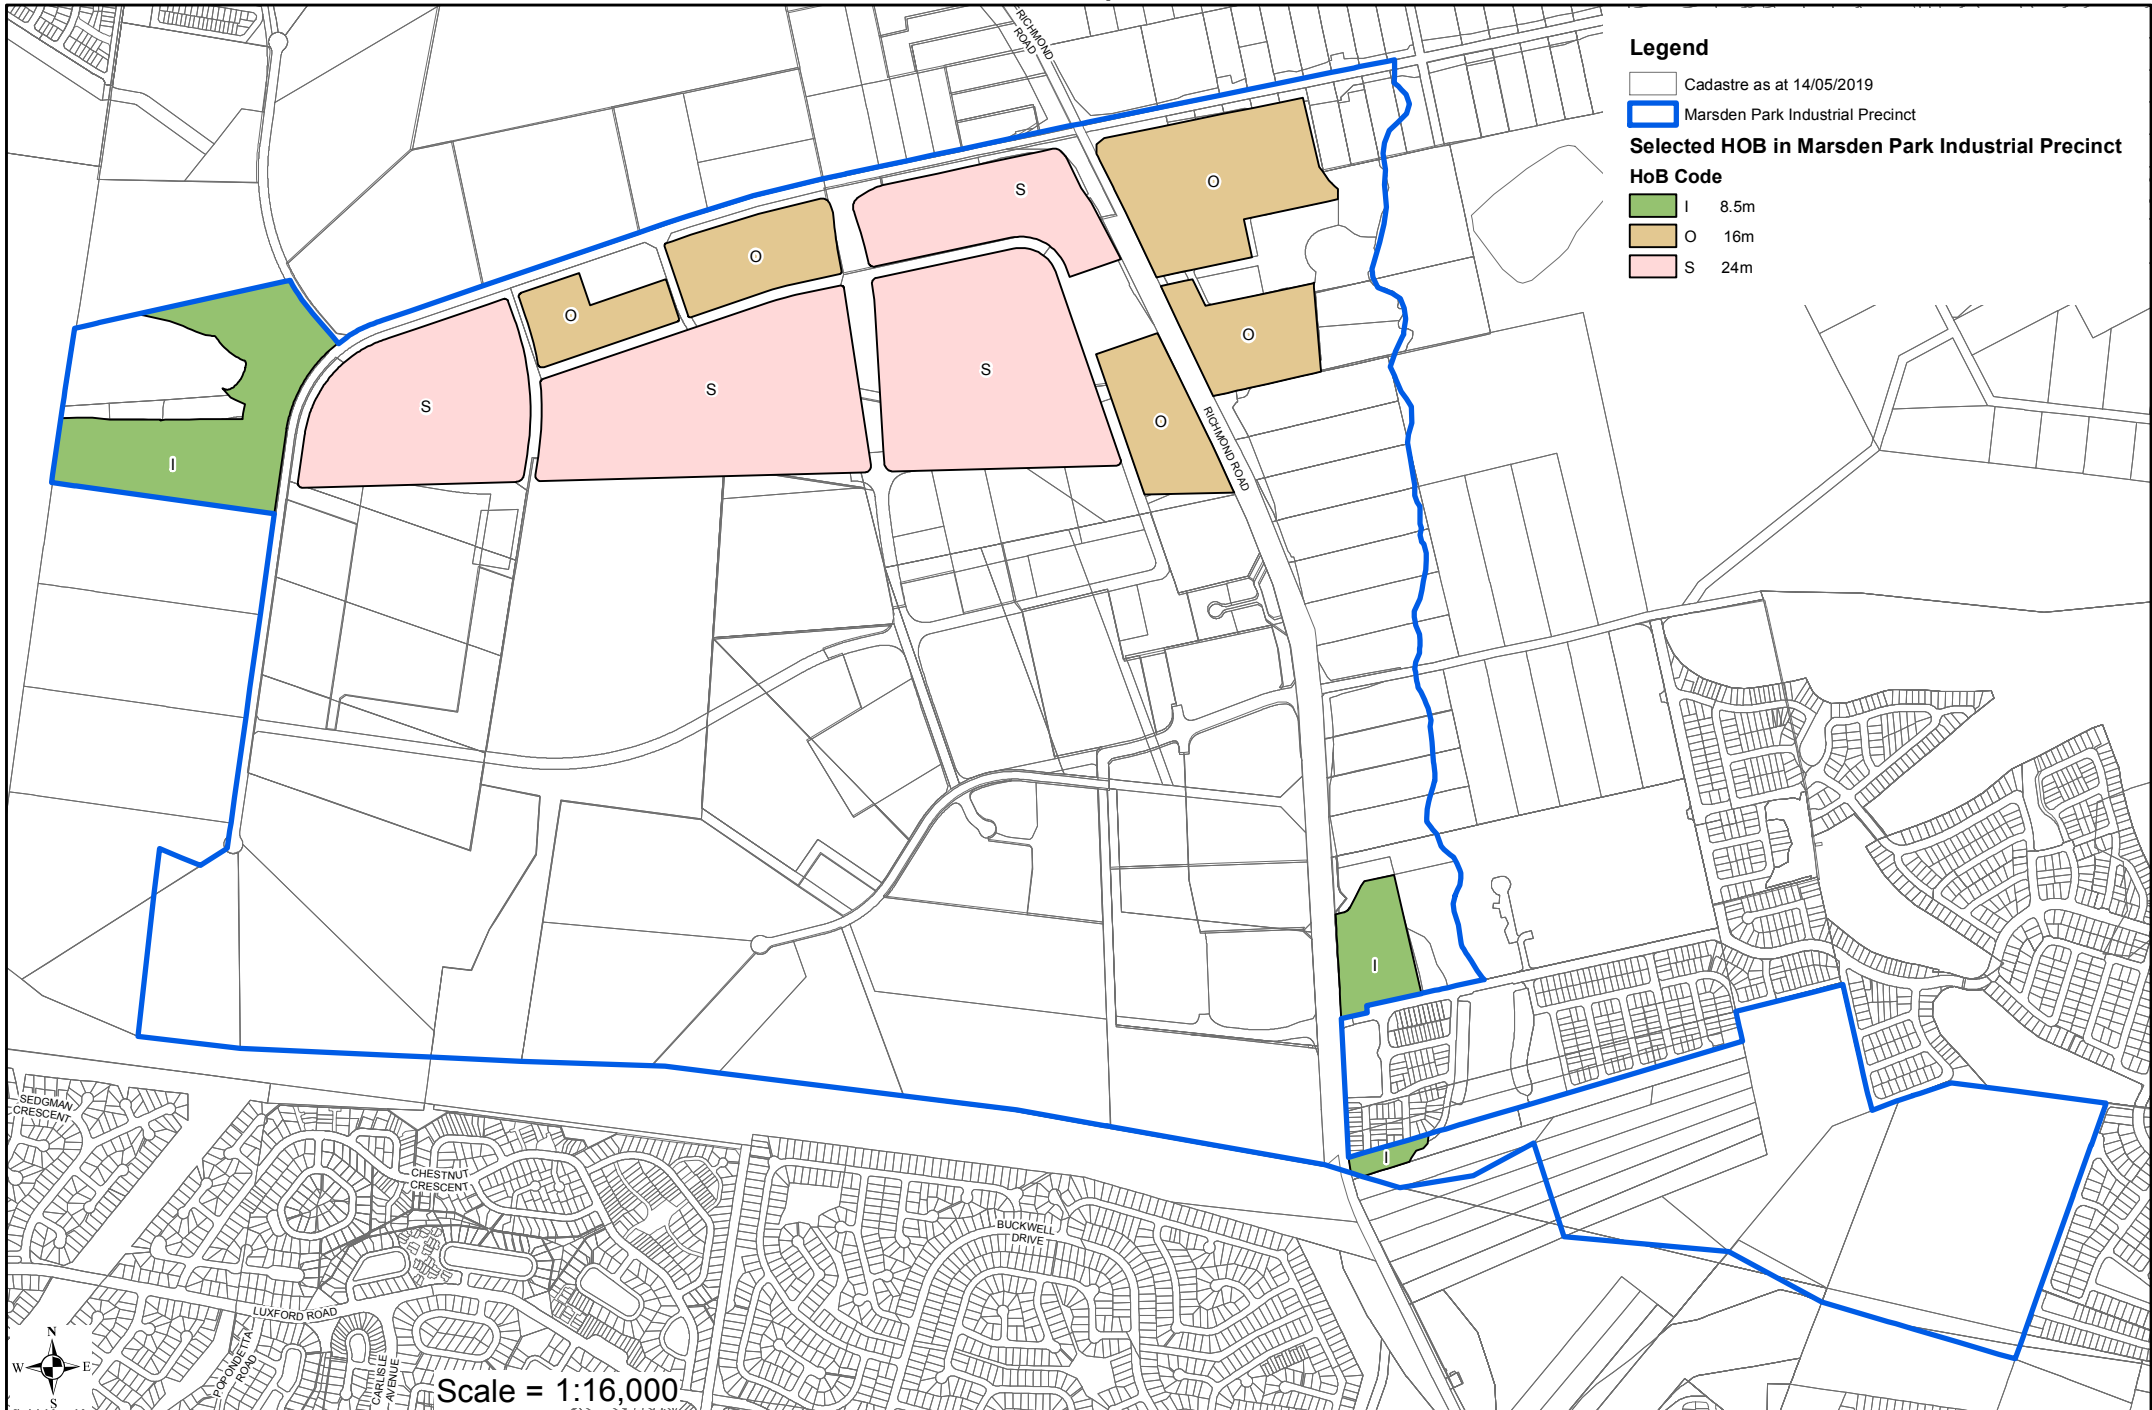 Legend
Cadastre as at 14/05/2019
Marsden Park Industrial Precinct
Selected HOB in Marsden Park Industrial Precinct
HoB Code
I 8.5m
O 16m
S 24m
RICHMOND
ROAD
S
O
O
O
O
S
S
S
O
I
RICHMOND ROAD
I
I
SEDGMAN
CRESCENT
CHESTNUT
CRESCENT
BUCKWELL
DRIVE
LUXFORD ROAD
POPONDETTA
ROAD
CARLISLE
AVENUE
N
W E
S
Scale = 1:16,000